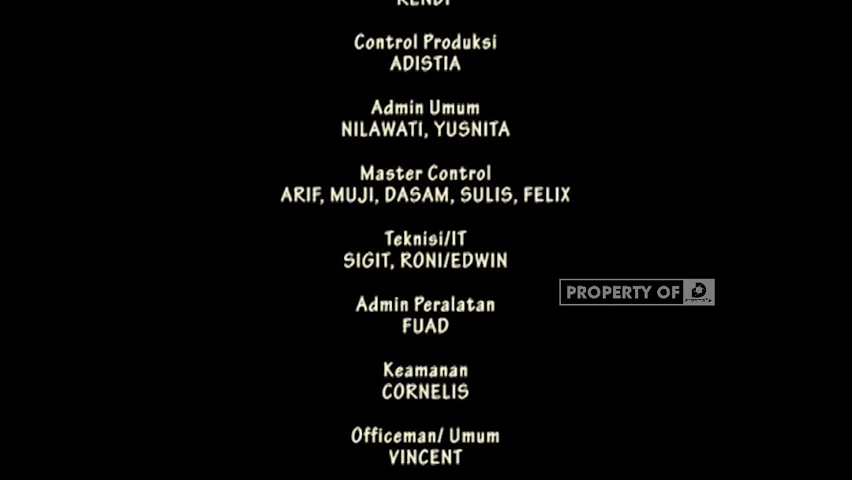 RENDI
Control Produksi
ADISTIA
Admin Umum
NILAWATI, YUSNITA
Master Control
ARIF, MUJI, DASAM, SULIS, FELIX
Teknisi/IT
SIGIT, RONI/EDWIN
PROPERTY OF
Admin Peralatan
FUAD
Keamanan
CORNELIS
Officeman/ Umum
VINCENT